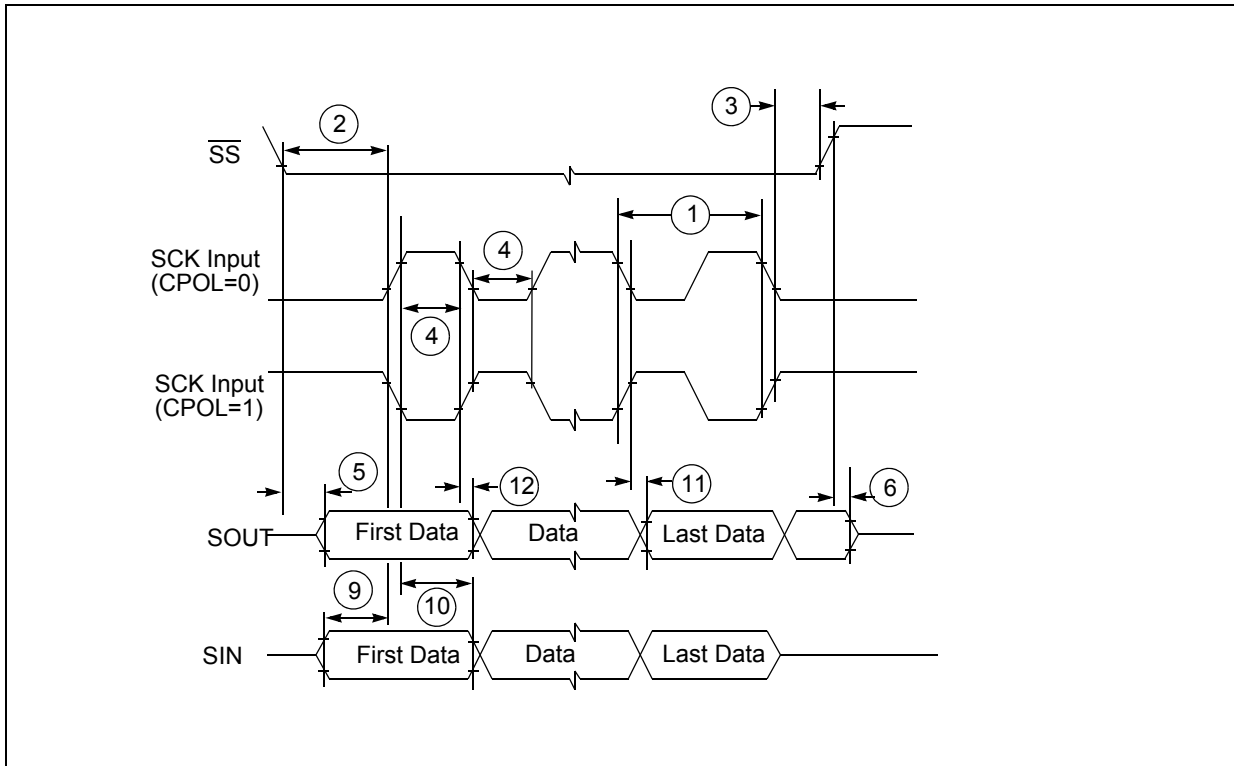 3
2
SS
1
SCK Input
(CPOL=0)
4
4
SCK Input
(CPOL=1)
5
12
11
6
SOUT
First Data
Data
Last Data
9
10
SIN
First Data
Data
Last Data